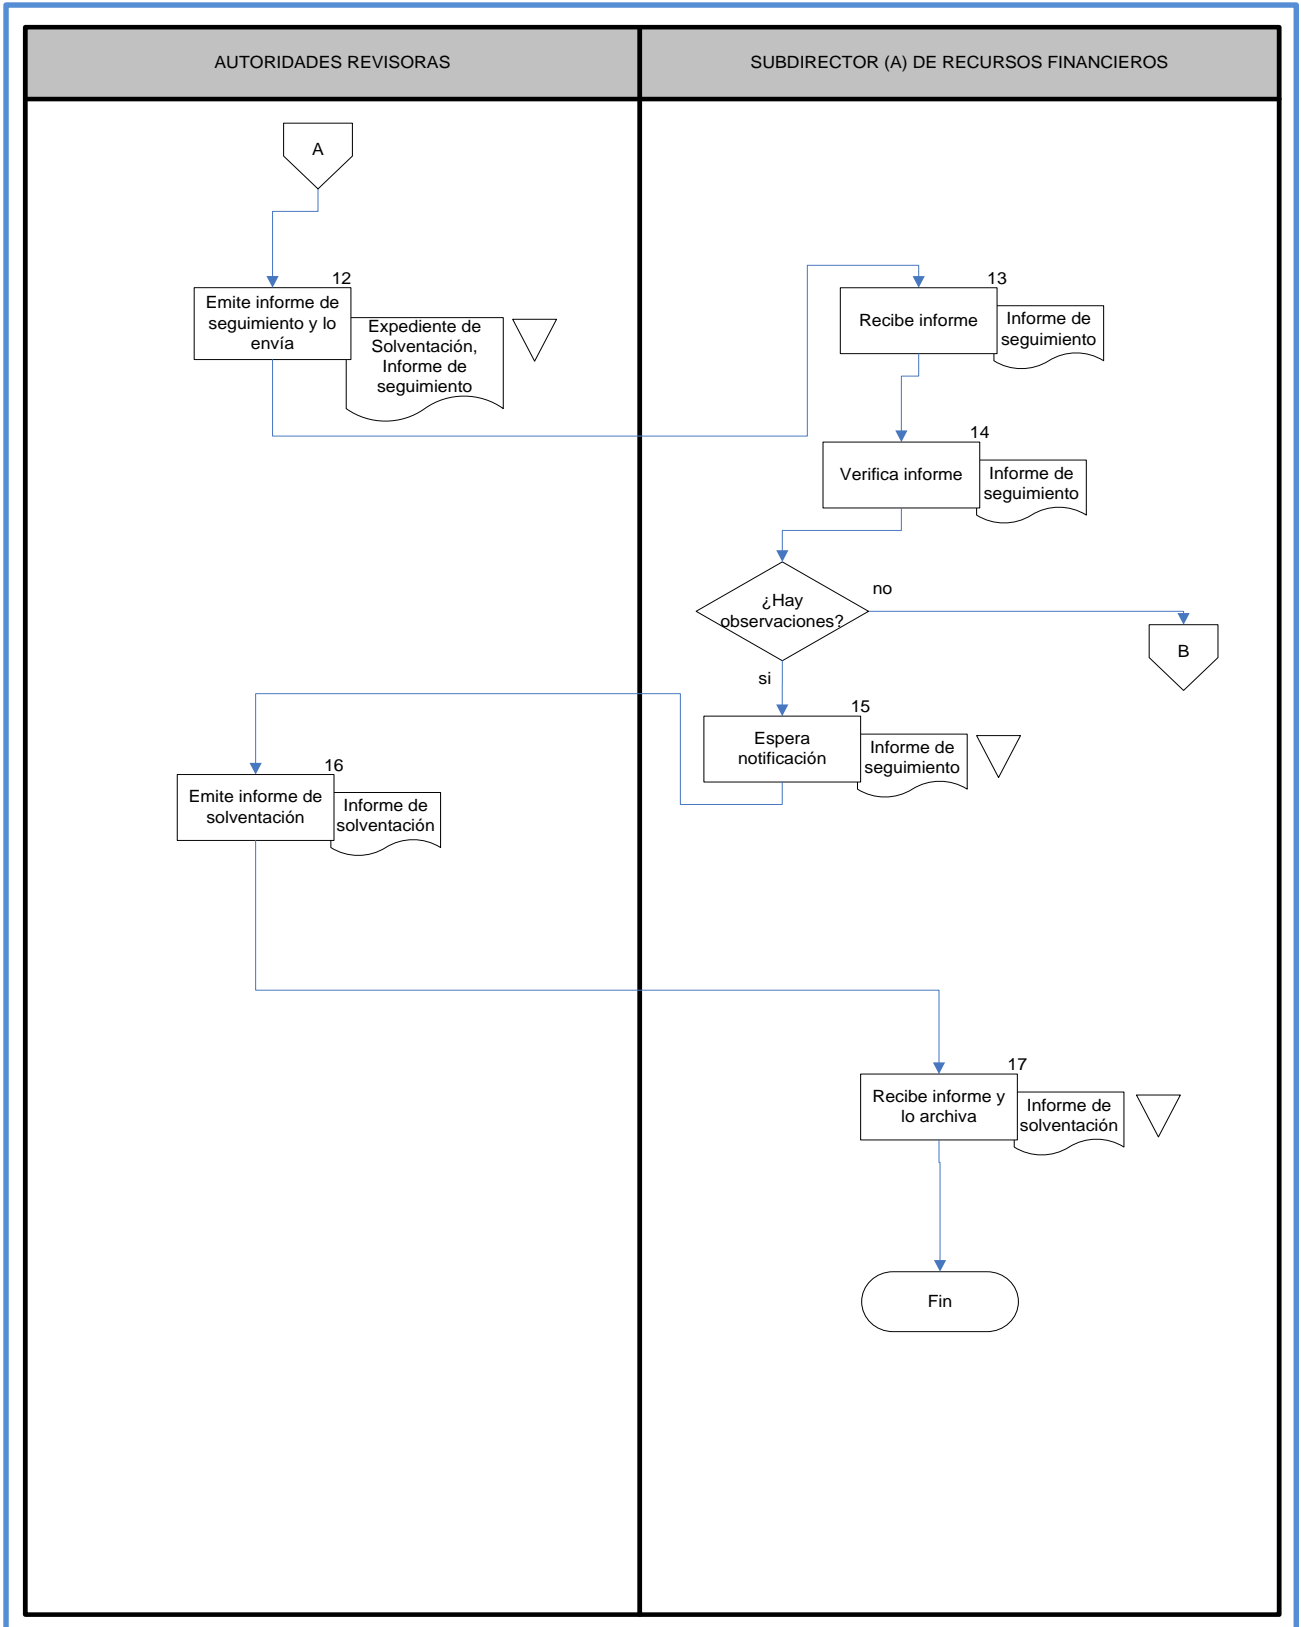 AUTORIDADES REVISORAS
SUBDIRECTOR (A) DE RECURSOS FINANCIEROS
A
12
Emite informe de
seguimiento y lo
envía
Expediente de
Solventación,
Informe de
seguimiento
13
Recibe informe
Informe de
seguimiento
14
Verifica informe
Informe de
seguimiento
¿Hay
observaciones?
no
B
si
15
Espera
notificación
Informe de
seguimiento
16
Emite informe de
solventación
Informe de
solventación
17
Recibe informe y
lo archiva
Informe de
solventación
Fin